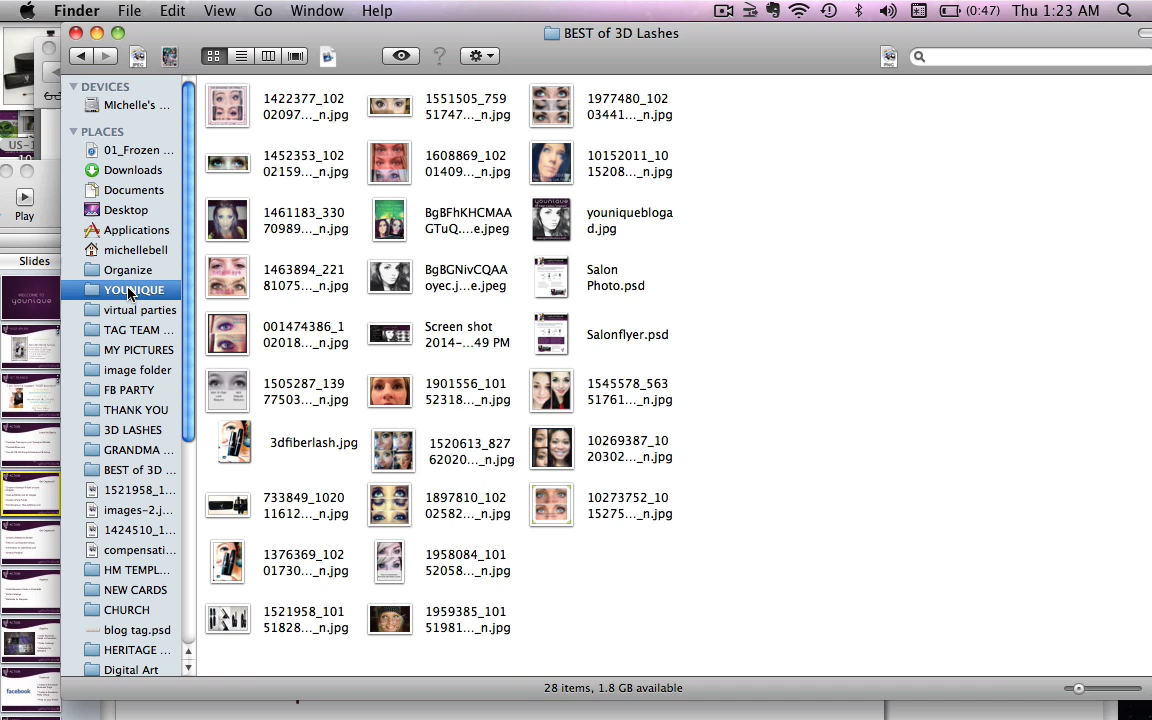 Finder File Edit View Go Window Help
(0:47) Thu 1:23 AM
BEST of 3D Lashes
DEVICES
MIchelle's ...
PLACES
01_Frozen ...
Downloads
Documents
Desktop
Applications
michellebell
Organize
YOUNIQUE
virtual parties
TAG TEAM ...
MY PICTURES
image folder
FB PARTY
THANK YOU
3D LASHES
GRANDMA ...
BEST of 3D ...
1521958_1...
images-2.j...
1424510_1...
compensati...
HM TEMPL...
NEW CARDS
CHURCH
blog tag.psd
HERITAGE ...
Digital Art
1422377_102
02097..._n.jpg
1551505_759
51747..._n.jpg
1977480_102
03441..._n.jpg
1452353_102
02159..._n.jpg
1608869_102
01409..._n.jpg
10152011_10
15208..._n.jpg
1461183_330
70989..._n.jpg
BgBFhKHCMAA
GTuQ....e.jpeg
youniquebloga
d.jpg
1463894_221
81075..._n.jpg
BgBGNivCQAA
oyec.j...e.jpeg
Salon
Photo.psd
001474386_1
02018..._n.jpg
Screen shot
2014-...49 PM
Salonflyer.psd
1505287_139
77503..._n.jpg
1901556_101
52318..._n.jpg
1545578_563
51761..._n.jpg
3dfiberlash.jpg
1520613_827
62020..._n.jpg
10269387_10
20302..._n.jpg
733849_1020
11612..._n.jpg
1897810_102
02582..._n.jpg
10273752_10
15275..._n.jpg
1376369_102
01730..._n.jpg
1958084_101
52058..._n.jpg
1521958_101
51828..._n.jpg
1959385_101
51981..._n.jpg
28 items, 1.8 GB available
US-1
Play
Slides
WELCOME TO
younique
facebook
JPEG
PNG